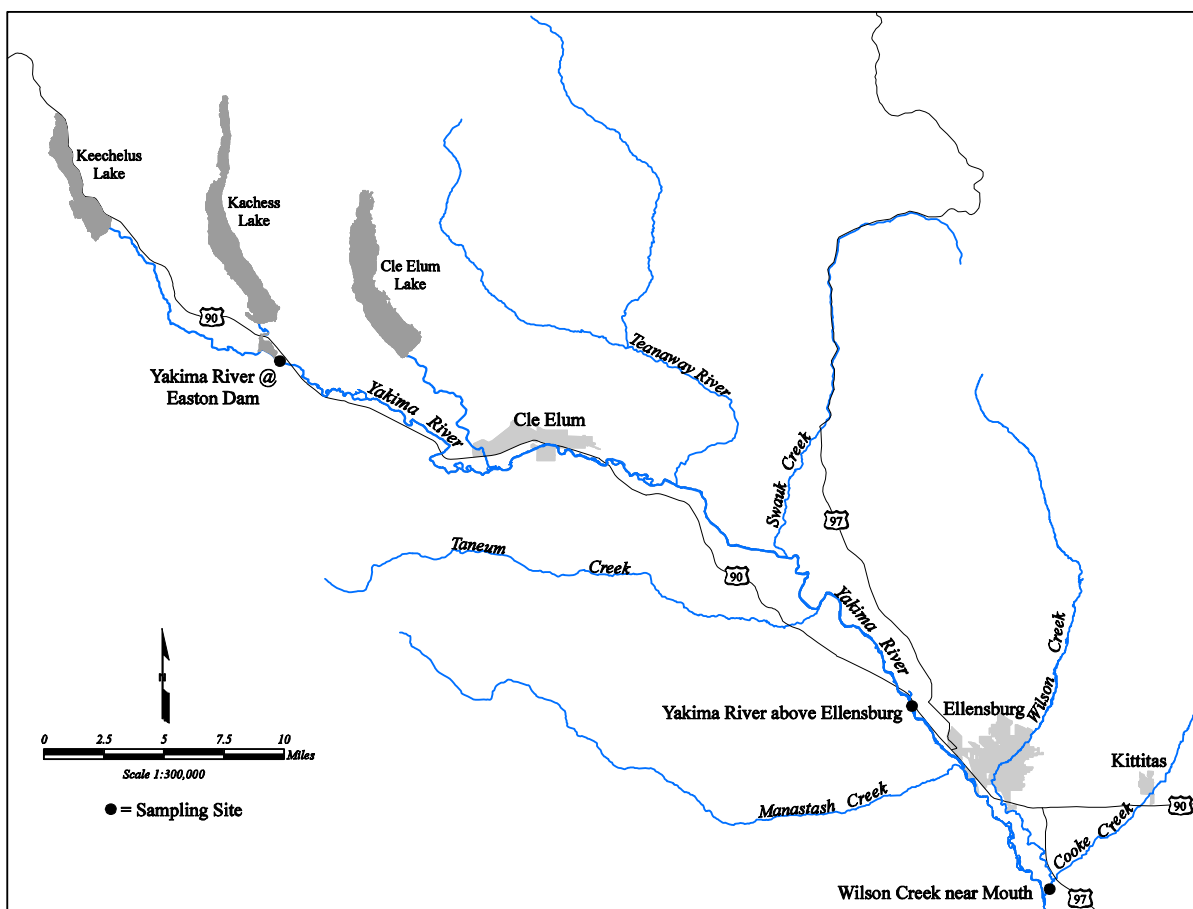 Keechelus
Lake
Kachess
Lake
Cle Elum
Lake
90
Yakima River @
Easton Dam
Yakima River
Cle Elum
Teanaway River
Swauk Creek
97
Taneum Creek
90
Yakima River
Wilson Creek
N
Yakima River above Ellensburg
Ellensburg
0 2.5 5 7.5 10
Miles
Scale 1:300,000
Kittitas
= Sampling Site
Manastash Creek
90
Cooke Creek
Wilson Creek near Mouth
97